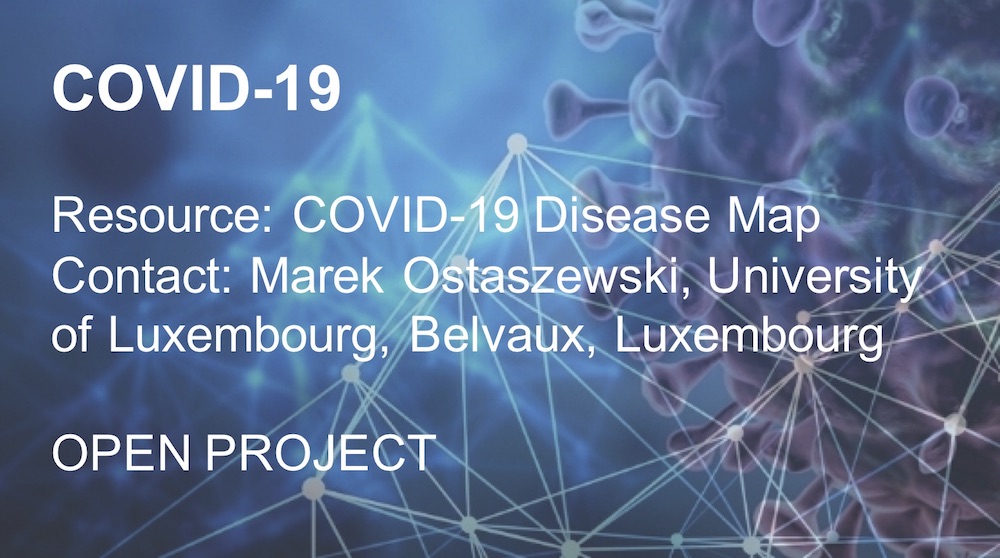 COVID-19
Resource: COVID-19 Disease Map
Contact: Marek Ostaszewski, University
of Luxembourg, Belvaux, Luxembourg
OPEN PROJECT